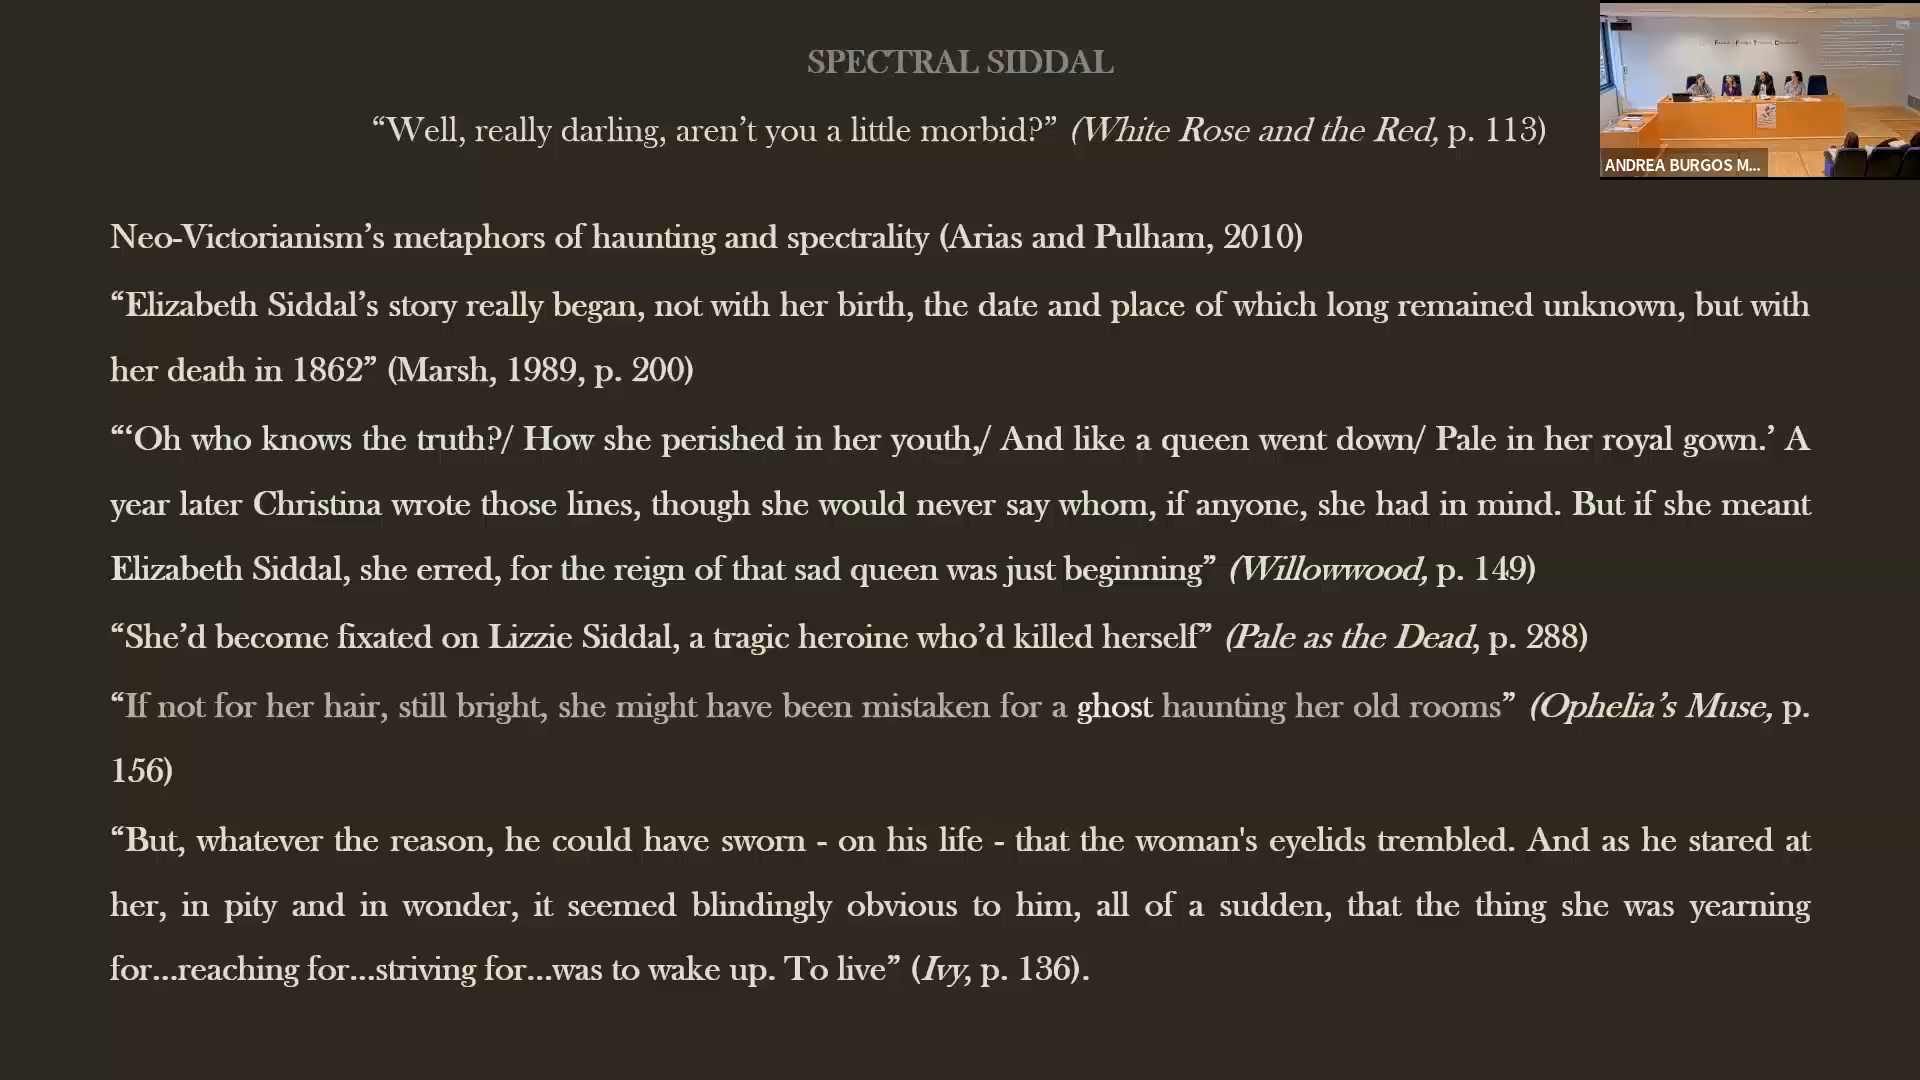 SPECTRAL SIDDAL
“Well, really darling, aren’t you a little morbid?” (White Rose and the Red, p. 113)
ANDREA BURGOS M...
Neo-Victorianism’s metaphors of haunting and spectrality (Arias and Pulham, 2010)
“Elizabeth Siddal’s story really began, not with her birth, the date and place of which long remained unknown, but with
her death in 1862” (Marsh, 1989, p. 200)
“‘Oh who knows the truth?/ How she perished in her youth,/ And like a queen went down/ Pale in her royal gown.’ A
year later Christina wrote those lines, though she would never say whom, if anyone, she had in mind. But if she meant
Elizabeth Siddal, she erred, for the reign of that sad queen was just beginning” (Willowwood, p. 149)
“She’d become fixated on Lizzie Siddal, a tragic heroine who’d killed herself” (Pale as the Dead, p. 288)
“If not for her hair, still bright, she might have been mistaken for a ghost haunting her old rooms” (Ophelia’s Muse, p.
156)
“But, whatever the reason, he could have sworn - on his life - that the woman's eyelids trembled. And as he stared at
her, in pity and in wonder, it seemed blindingly obvious to him, all of a sudden, that the thing she was yearning
for...reaching for...striving for...was to wake up. To live” (Ivy, p. 136).